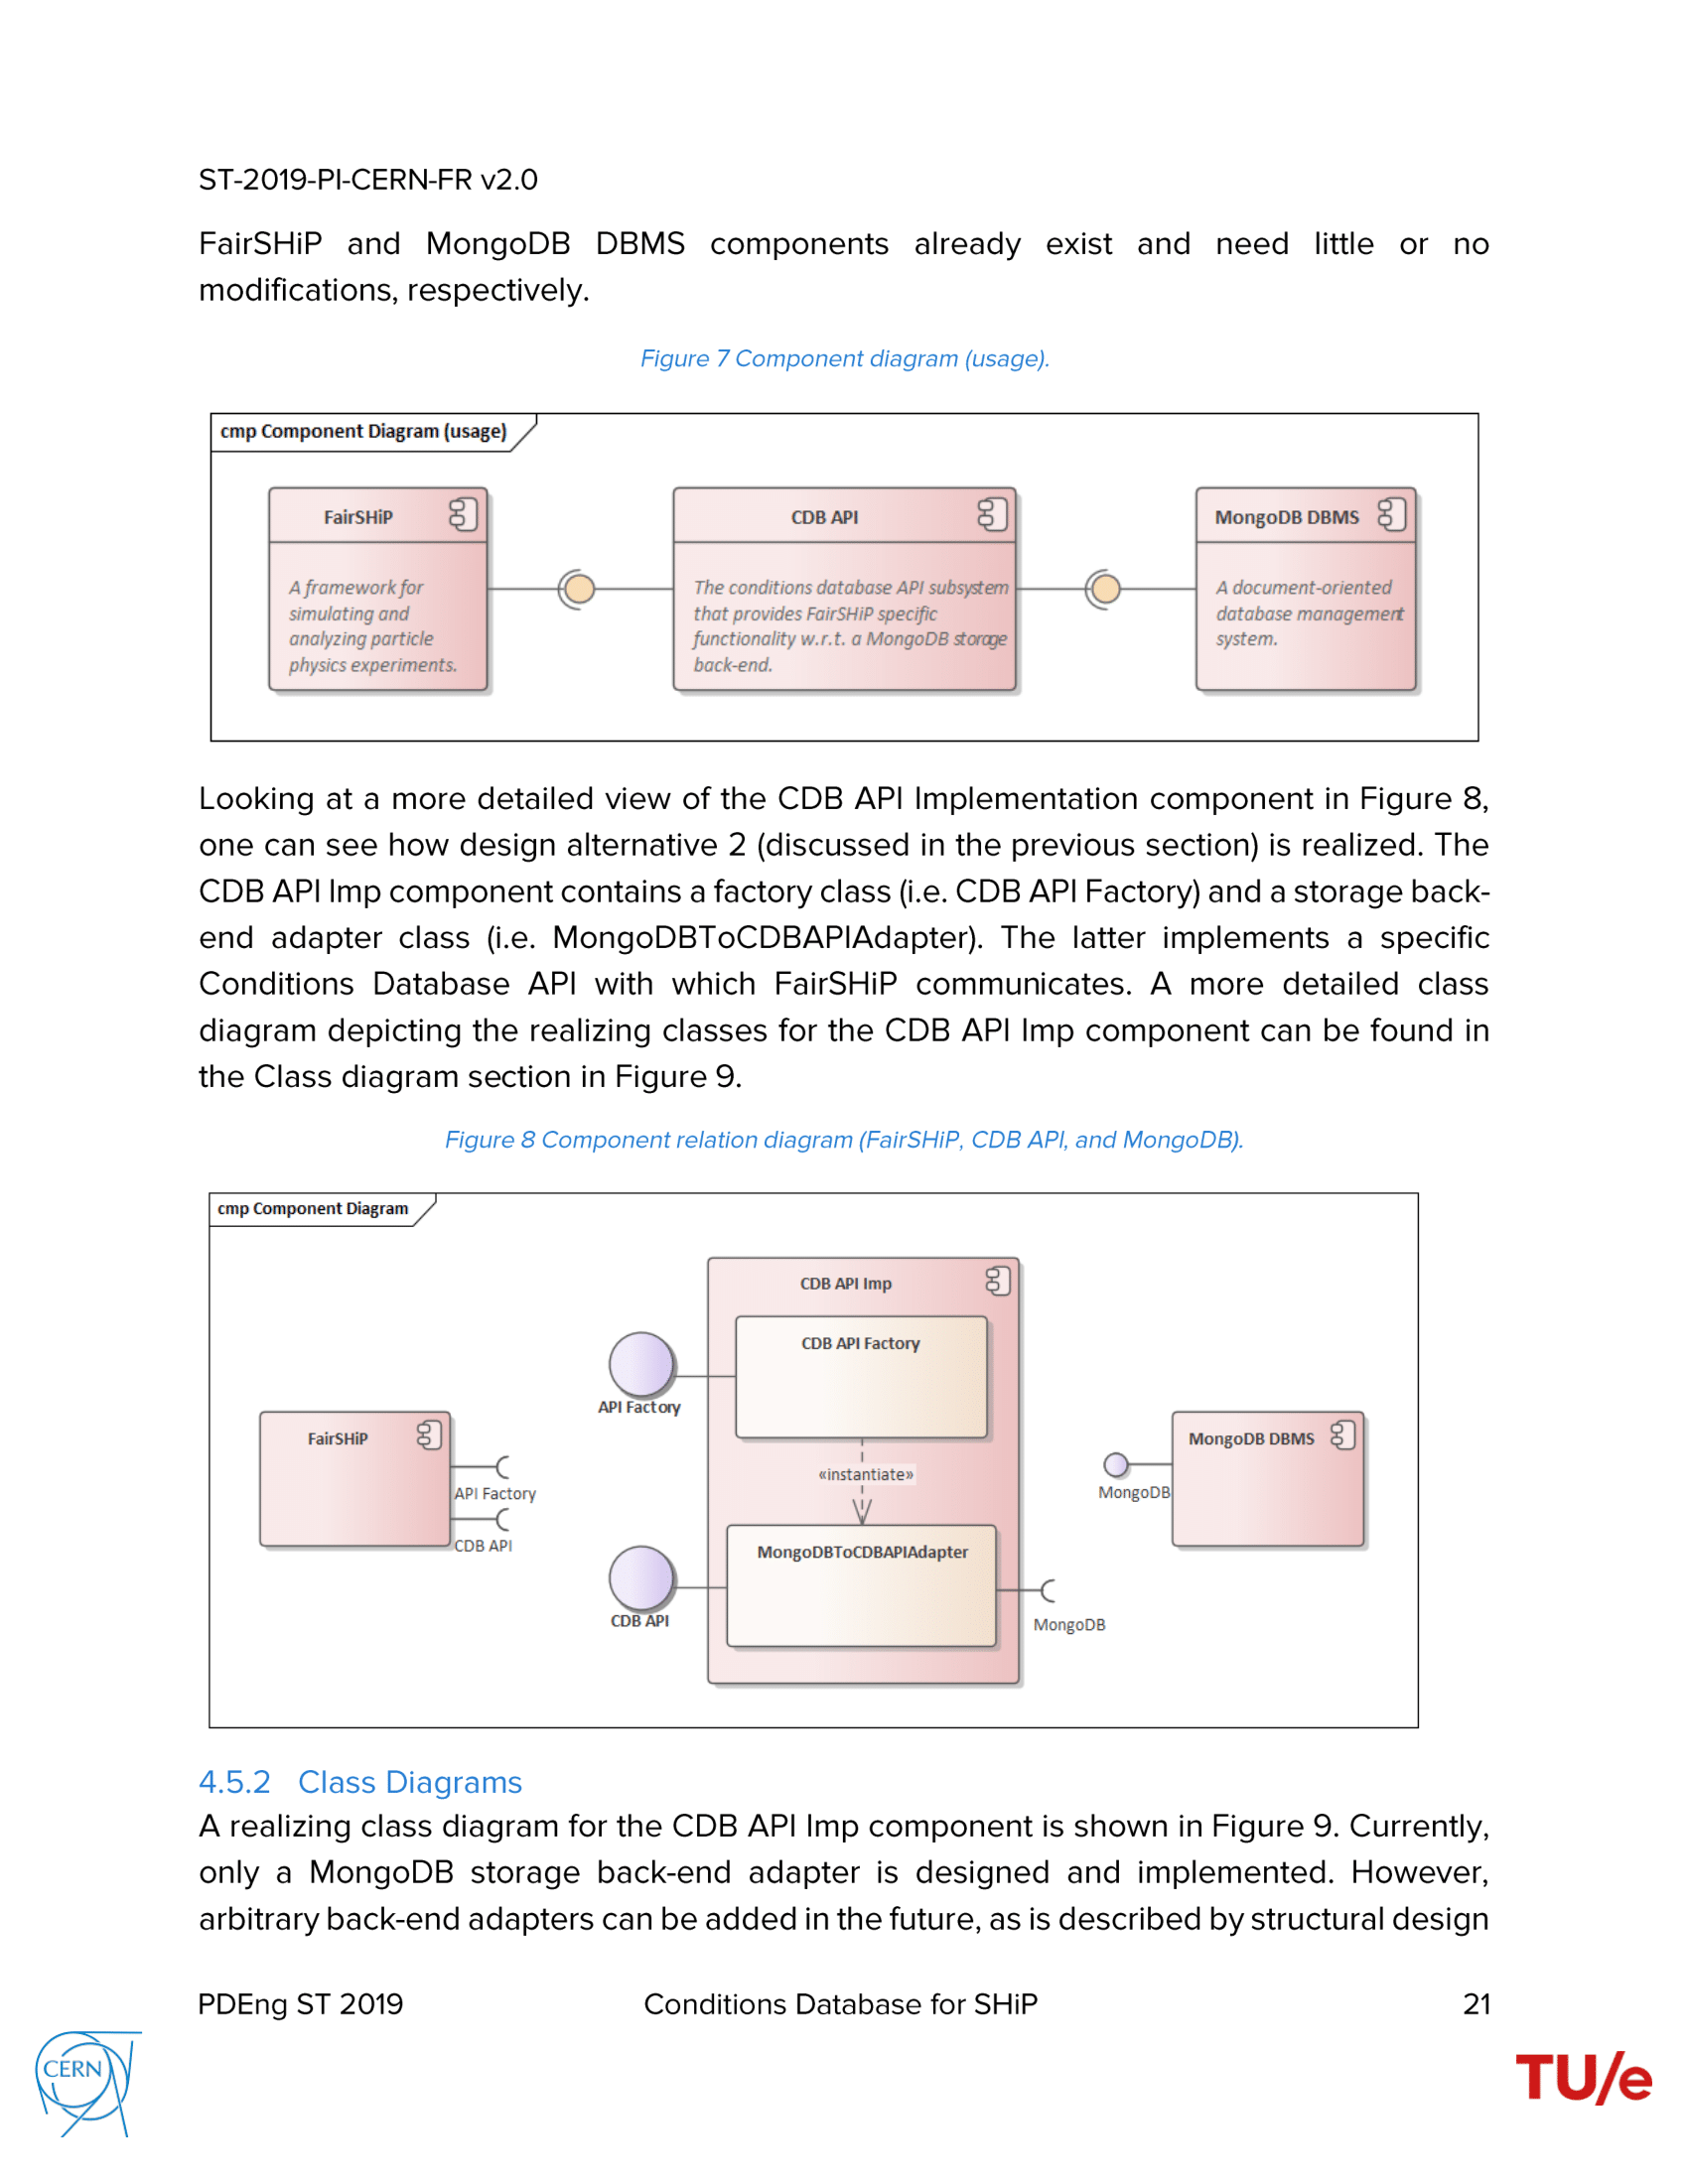 ST-2019-PI-CERN-FR v2.0
FairSHiP and MongoDB DBMS components already exist and need little or no
modifications, respectively.
Figure 7 Component diagram (usage).
cmp Component Diagram (usage)
FairSHiP
A framework for
simulating and
analyzing particle
physics experiments.
CDB API
The conditions database API subsystem
that provides FairSHiP specific
functionality w.r.t. a MongoDB storage
back-end.
MongoDB DBMS
A document-oriented
database management
system.
Looking at a more detailed view of the CDB API Implementation component in Figure 8,
one can see how design alternative 2 (discussed in the previous section) is realized. The
CDB API Imp component contains a factory class (i.e. CDB API Factory) and a storage back-
end adapter class (i.e. MongoDBToCDBAPIAdapter). The latter implements a specific
Conditions Database API with which FairSHiP communicates. A more detailed class
diagram depicting the realizing classes for the CDB API Imp component can be found in
the Class diagram section in Figure 9.
Figure 8 Component relation diagram (FairSHiP, CDB API, and MongoDB).
cmp Component Diagram
FairSHiP
API Factory
CDB API
API Factory
CDB API
CDB API Imp
CDB API Factory
«instantiate»
MongoDBToCDBAPIAdapter
MongoDB
MongoDB
MongoDB DBMS
4.5.2 Class Diagrams
A realizing class diagram for the CDB API Imp component is shown in Figure 9. Currently,
only a MongoDB storage back-end adapter is designed and implemented. However,
arbitrary back-end adapters can be added in the future, as is described by structural design
PDEng ST 2019 Conditions Database for SHiP 21
CERN
TU/e